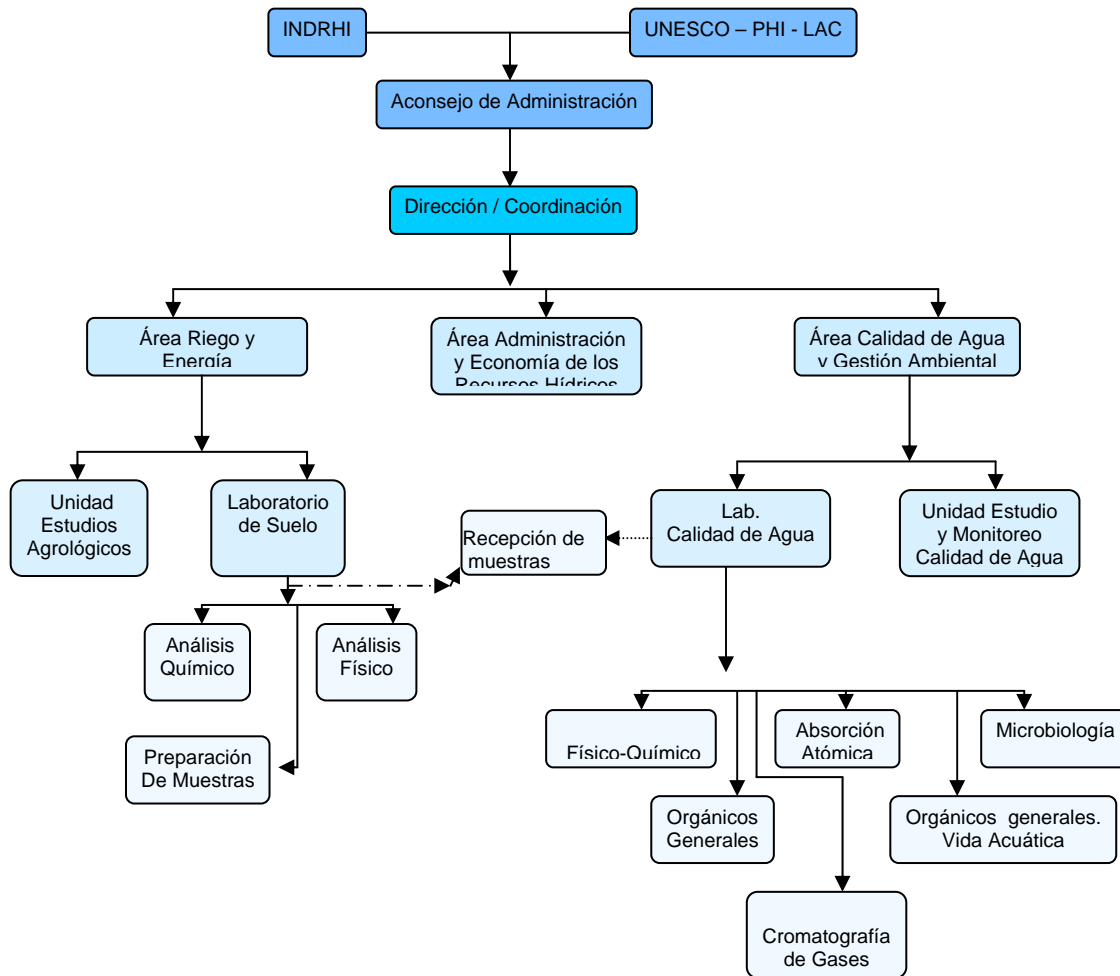 INDRHI
UNESCO – PHI - LAC
Aconsejo de Administración
Dirección / Coordinación
Área Riego y
Energía
Área Administración
y Economía de los
Recursos Hídricos
Área Calidad de Agua
y Gestión Ambiental
Unidad
Estudios
Agrológicos
Laboratorio
de Suelo
Recepción de
muestras
Lab.
Calidad de Agua
Unidad Estudio
y Monitoreo
Calidad de Agua
Análisis
Químico
Análisis
Físico
Preparación
De Muestras
Físico-Químico
Absorción
Atómica
Microbiología
Orgánicos
Generales
Orgánicos generales.
Vida Acuática
Cromatografía
de Gases